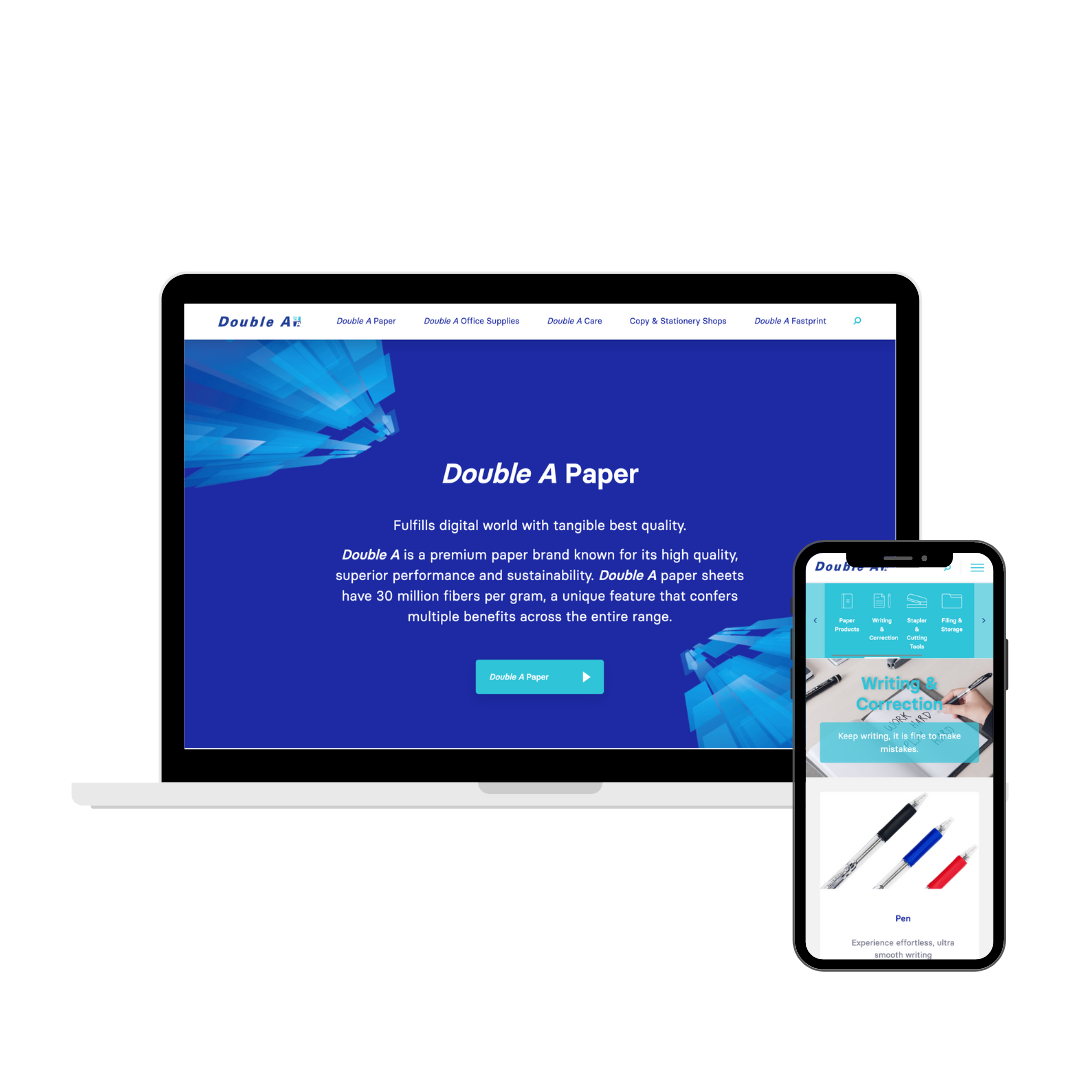 Double A
Double A Paper
Double A Office Supplies
Double A Care
Copy & Stationery Shops
Double A Fastprint
Double A Paper
Fulfills digital world with tangible best quality.
Double A is a premium paper brand known for its high quality,
superior performance and sustainability. Double A paper sheets
have 30 million fibers per gram, a unique feature that confers
multiple benefits across the entire range.
Double A Paper
Double A
Paper
Products
Writing
&
Correction
Stapler
&
Cutting
Tools
Filing &
Storage
Writing &
Correction
WORK
HARD
Keep writing, it is fine to make
mistakes.
Pen
Experience effortless, ultra
smooth writing